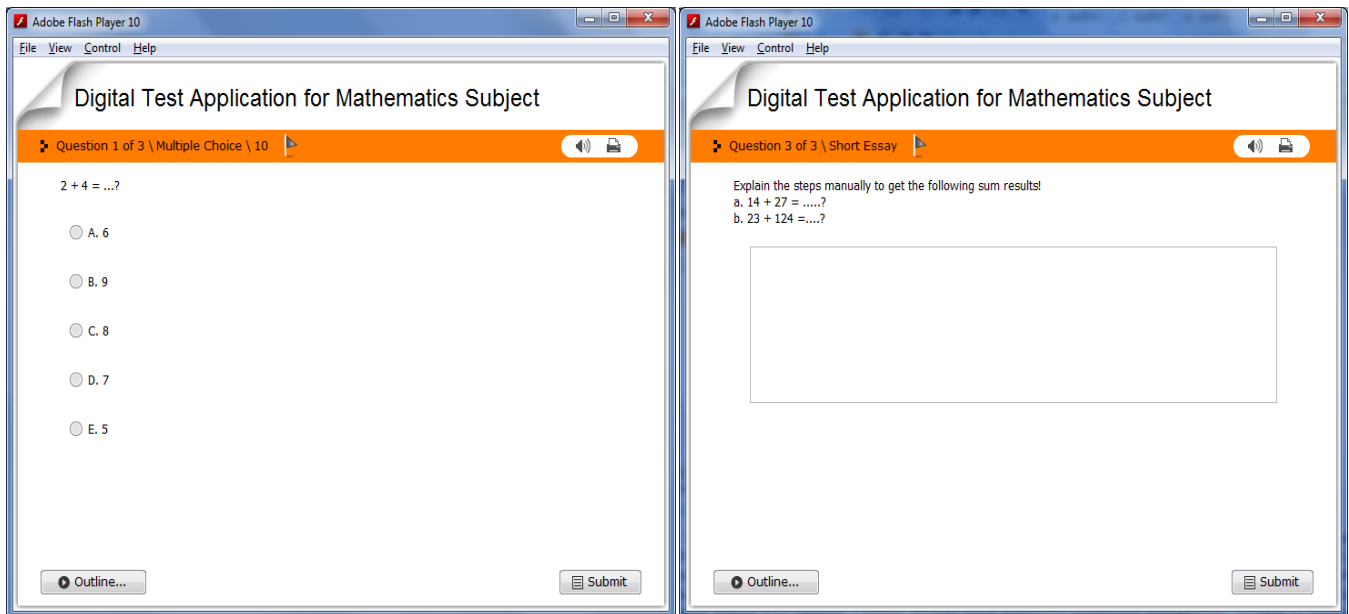 Adobe Flash Player 10
File View Control Help
Digital Test Application for Mathematics Subject
Question 1 of 3 \ Multiple Choice \ 10
2 + 4 = ...?
A. 6
B. 9
C. 8
D. 7
E. 5
Outline...
Submit
Adobe Flash Player 10
File View Control Help
Digital Test Application for Mathematics Subject
Question 3 of 3 \ Short Essay
Explain the steps manually to get the following sum results!
a. 14 + 27 = .....?
b. 23 + 124 =....?
Outline...
Submit